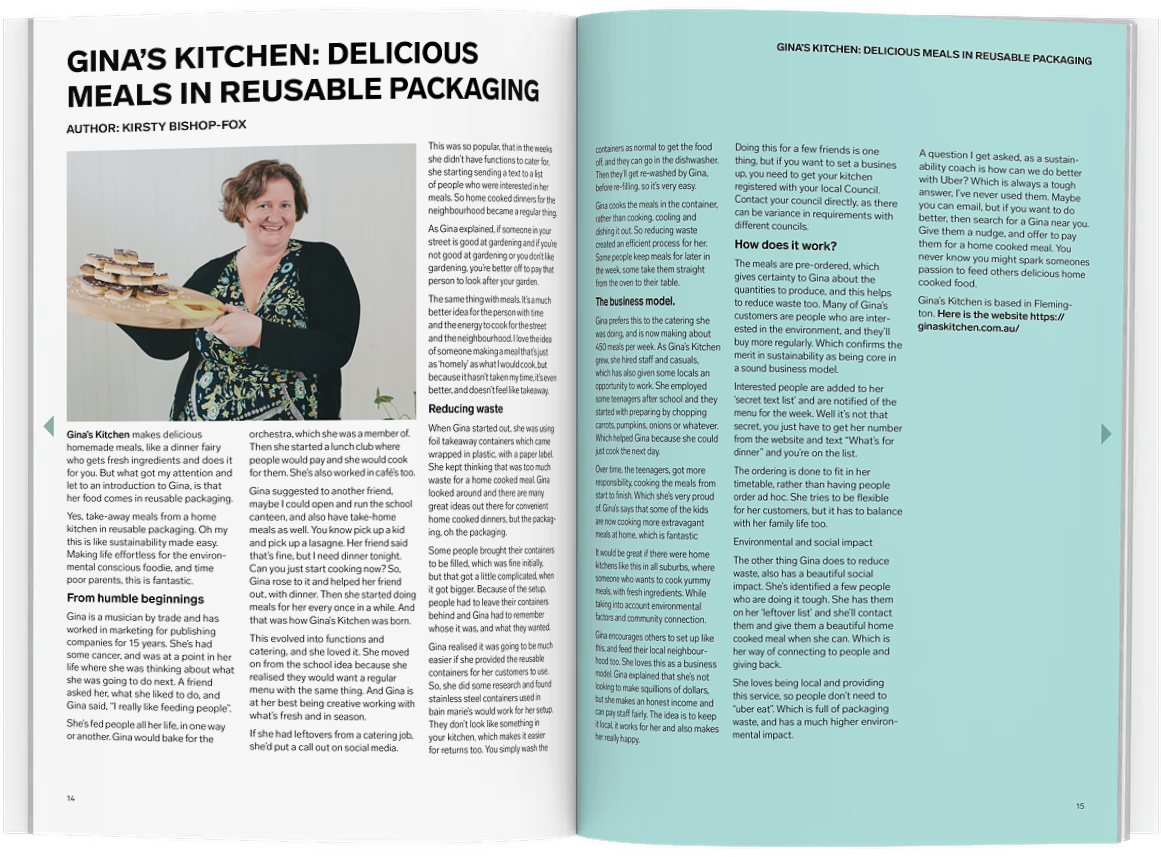 GINA'S KITCHEN: DELICIOUS
MEALS IN REUSABLE PACKAGING
AUTHOR: KIRSTY BISHOP-FOX
Gina's Kitchen makes delicious
homemade meals, like a dinner fairy
who gets fresh ingredients and does it
for you. But what got my attention and
let to an introduction to Gina, is that
her food comes in reusable packaging.
Yes, take-away meals from a home
kitchen in reusable packaging. Oh my
this is like sustainability made easy.
Making life effortless for the environ-
mental conscious foodie, and time
poor parents, this is fantastic.
From humble beginnings
Gina is a musician by trade and has
worked in marketing for publishing
companies for 15 years. She's had
some cancer, and was at a point in her
life where she was thinking about what
she was going to do next. A friend
asked her, what she liked to do, and
Gina said, "I really like feeding people".
She's fed people all her life, in one way
or another. Gina would bake for the
orchestra, which she was a member of.
Then she started a lunch club where
people would pay and she would cook
for them. She's also worked in café's too.
Gina suggested to another friend,
maybe I could open and run the school
canteen, and also have take-home
meals as well. You know pick up a kid
and pick up a lasagne. Her friend said
that's fine, but I need dinner tonight.
Can you just start cooking now? So,
Gina rose to it and helped her friend
out, with dinner. Then she started doing
meals for her every once in a while. And
that was how Gina's Kitchen was born.
This evolved into functions and
catering, and she loved it. She moved
on from the school idea because she
realised they would want a regular
menu with the same thing. And Gina is
at her best being creative working with
what's fresh and in season.
If she had leftovers from a catering job,
she'd put a call out on social media.
This was so popular, that in the weeks
she didn't have functions to cater for,
she starting sending a text to a list
of people who were interested in her
meals. So home cooked dinners for the
neighbourhood became a regular thing.
As Gina explained, if someone in your
street is good at gardening and if you're
not good at gardening or you don't like
gardening, you're better off to pay that
person to look after your garden.
The same thing with meals. It's a much
better idea for the person with time
and the energy to cook for the street
and the neighbourhood. I love the idea
of someone making a meal that's just
as 'homely' as what I would cook, but
because it hasn't taken my time, it's even
better, and doesn't feel like takeaway.
Reducing waste
When Gina started out, she was using
foil takeaway containers which came
wrapped in plastic, with a paper label.
She kept thinking that was too much
waste for a home cooked meal. Gina
looked around and there are many
great ideas out there for convenient
home cooked dinners, but the packag-
ing, oh the packaging.
Some people brought their containers
to be filled, which was fine initially,
but that got a little complicated, when
it got bigger. Because of the setup,
people had to leave their containers
behind and Gina had to remember
whose it was, and what they wanted.
Gina realised it was going to be much
easier if she provided the reusable
containers for her customers to use.
So, she did some research and found
stainless steel containers used in
bain marie's would work for her setup.
They don't look like something in
your kitchen, which makes it easier
for returns too. You simply wash the
14
GINA'S KITCHEN: DELICIOUS MEALS IN REUSABLE PACKAGING
containers as normal to get the food
off, and they can go in the dishwasher.
Then they'll get re-washed by Gina,
before re-filling, so it's very easy.
Gina cooks the meals in the container,
rather than cooking, cooling and
dishing it out. So reducing waste
created an efficient process for her.
Some people keep meals for later in
the week, some take them straight
from the oven to their table.
The business model.
Gina prefers this to the catering she
was doing, and is now making about
450 meals per week. As Gina's Kitchen
grew, she hired staff and casuals,
which has also given some locals an
opportunity to work. She employed
some teenagers after school and they
started with preparing by chopping
carrots, pumpkins, onions or whatever.
Which helped Gina because she could
just cook the next day.
Over time, the teenagers, got more
responsibility, cooking the meals from
start to finish. Which she's very proud
of. Gina's says that some of the kids
are now cooking more extravagant
meals at home, which is fantastic
It would be great if there were home
kitchens like this in all suburbs, where
someone who wants to cook yummy
meals, with fresh ingredients. While
taking into account environmental
factors and community connection.
Gina encourages others to set up like
this, and feed their local neighbour-
hood too. She loves this as a business
model. Gina explained that she's not
looking to make squillions of dollars,
but she makes an honest income and
can pay staff fairly. The idea is to keep
it local, it works for her and also makes
her really happy.
Doing this for a few friends is one
thing, but if you want to set a busines
up, you need to get your kitchen
registered with your local Council.
Contact your council directly, as there
can be variance in requirements with
different councils.
How does it work?
The meals are pre-ordered, which
gives certainty to Gina about the
quantities to produce, and this helps
to reduce waste too. Many of Gina's
customers are people who are inter-
ested in the environment, and they'll
buy more regularly. Which confirms the
merit in sustainability as being core in
a sound business model.
Interested people are added to her
'secret text list' and are notified of the
menu for the week. Well it's not that
secret, you just have to get her number
from the website and text "What's for
dinner" and you're on the list.
The ordering is done to fit in her
timetable, rather than having people
order ad hoc. She tries to be flexible
for her customers, but it has to balance
with her family life too.
Environmental and social impact
The other thing Gina does to reduce
waste, also has a beautiful social
impact. She's identified a few people
who are doing it tough. She has them
on her 'leftover list' and she'll contact
them and give them a beautiful home
cooked meal when she can. Which is
her way of connecting to people and
giving back.
She loves being local and providing
this service, so people don't need to
"uber eat". Which is full of packaging
waste, and has a much higher environ-
mental impact.
A question I get asked, as a sustain-
ability coach is how can we do better
with Uber? Which is always a tough
answer, I've never used them. Maybe
you can email, but if you want to do
better, then search for a Gina near you.
Give them a nudge, and offer to pay
them for a home cooked meal. You
never know you might spark someones
passion to feed others delicious home
cooked food.
Gina's Kitchen is based in Fleming-
ton. Here is the website https://
ginaskitchen.com.au/
15